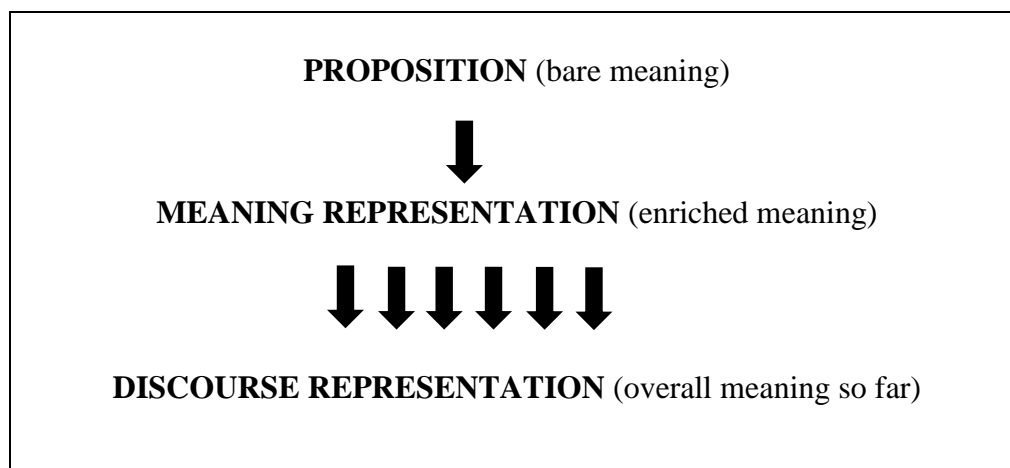 PROPOSITION (bare meaning)
MEANING REPRESENTATION (enriched meaning)
DISCOURSE REPRESENTATION (overall meaning so far)